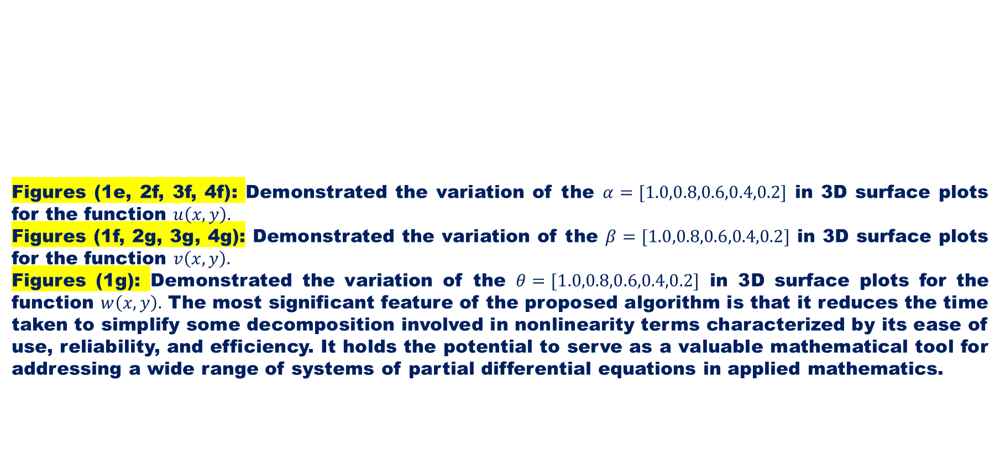 Figures (1e, 2f, 3f, 4f): Demonstrated the variation of the α = [1.0,0.8,0.6,0.4,0.2] in 3D surface plots
for the function u(x, y).
Figures (1f, 2g, 3g, 4g): Demonstrated the variation of the β = [1.0,0.8,0.6,0.4,0.2] in 3D surface plots
for the function v(x, y).
Figures (1g): Demonstrated the variation of the θ = [1.0,0.8,0.6,0.4,0.2] in 3D surface plots for the
function w(x, y). The most significant feature of the proposed algorithm is that it reduces the time
taken to simplify some decomposition involved in nonlinearity terms characterized by its ease of
use, reliability, and efficiency. It holds the potential to serve as a valuable mathematical tool for
addressing a wide range of systems of partial differential equations in applied mathematics.